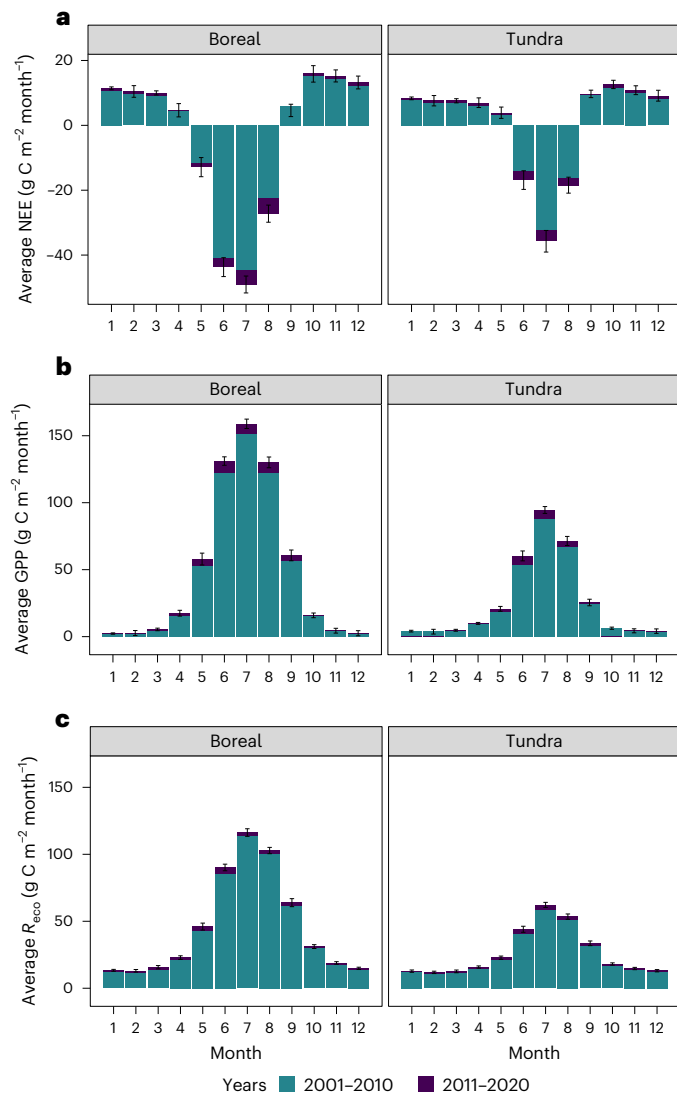 a
Boreal
Tundra
Average NEE (g C m⁻² month⁻¹)
20
0
−20
−40
1 2 3 4 5 6 7 8 9 10 11 12
1 2 3 4 5 6 7 8 9 10 11 12
b
Boreal
Tundra
Average GPP (g C m⁻² month⁻¹)
150
100
50
0
1 2 3 4 5 6 7 8 9 10 11 12
1 2 3 4 5 6 7 8 9 10 11 12
c
Boreal
Tundra
Average Reco (g C m⁻² month⁻¹)
150
100
50
0
1 2 3 4 5 6 7 8 9 10 11 12
1 2 3 4 5 6 7 8 9 10 11 12
Month
Month
Years 2001–2010 2011–2020